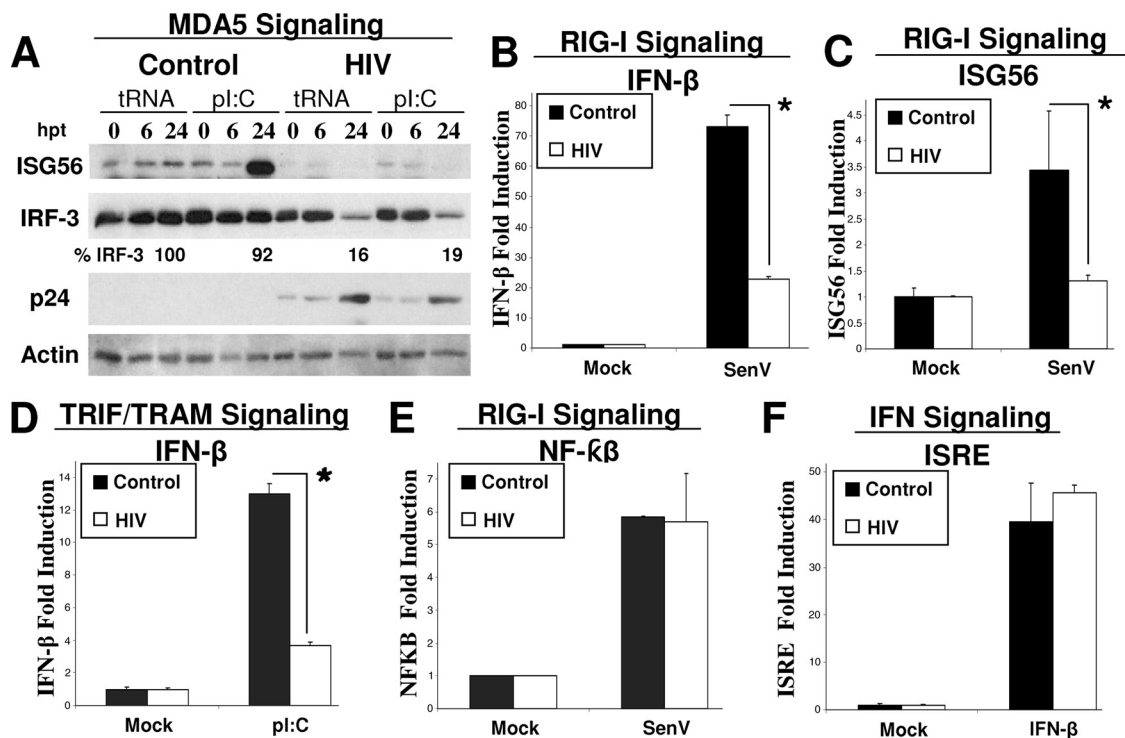 A
MDA5 Signaling
Control HIV
tRNA pI:C tRNA pI:C
hpt 0 6 24 0 6 24 0 6 24 0 6 24
ISG56
IRF-3
% IRF-3 100 92 16 19
p24
Actin
B
RIG-I Signaling
IFN-β
Control
HIV
*
IFN-β Fold Induction
80
70
60
50
40
30
20
10
0
Mock SenV
C
RIG-I Signaling
ISG56
Control
HIV
*
ISG56 Fold Induction
4.5
4
3.5
3
2.5
2
1.5
1
0.5
0
Mock SenV
D
TRIF/TRAM Signaling
IFN-β
Control
HIV
*
IFN-β Fold Induction
14
12
10
8
6
4
2
0
Mock pI:C
E
RIG-I Signaling
NF-ƙβ
Control
HIV
NFKB Fold Induction
7
6
5
4
3
2
1
0
Mock SenV
F
IFN Signaling
ISRE
Control
HIV
ISRE Fold Induction
50
40
30
20
10
0
Mock IFN-β